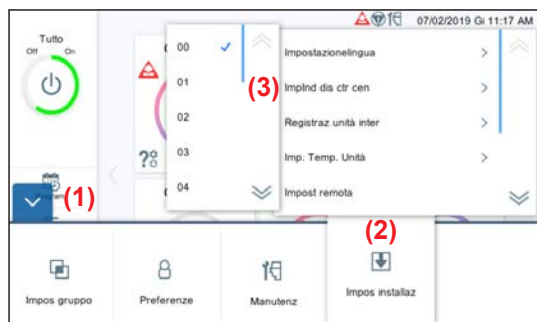 07/02/2019 Gi 11:17 AM
Tutto
Off
On
00
01
02
03
04
(3)
Impostazionelingua
ImpInd dis ctr cen
Registraz unità inter
Imp. Temp. Unità
Impost remota
(1)
(2)
Impos gruppo
Preferenze
Manutenz
Impos installaz